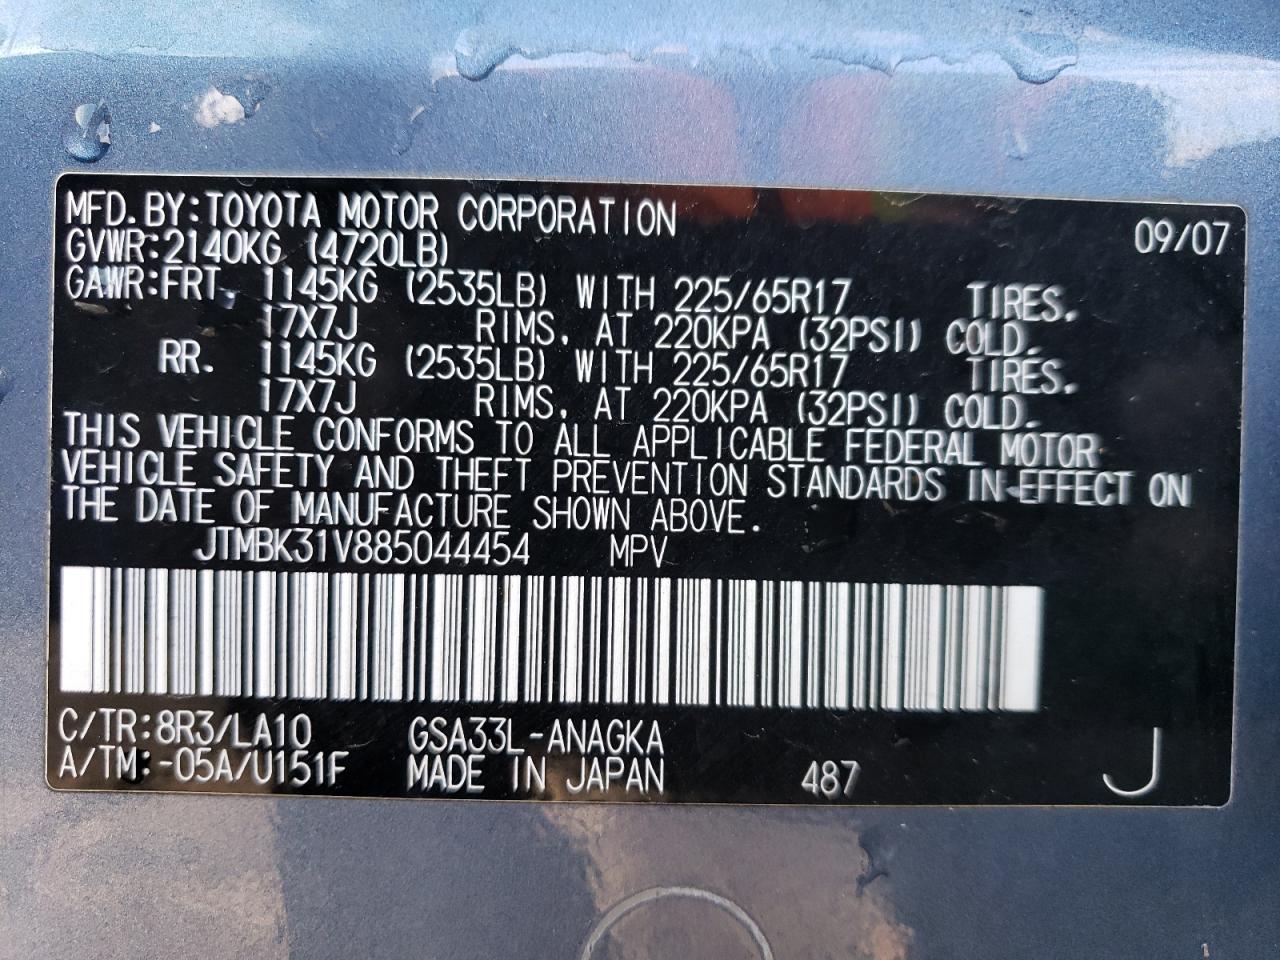 MFD. BY: TOYOTA MOTOR CORPORATION 09/07
GVWR: 2140KG (4720LB)
GAWR: FRT. 1145KG (2535LB) WITH 225/65R17 TIRES.
17X7J RIMS. AT 220KPA (32PSI) COLD.
RR. 1145KG (2535LB) WITH 225/65R17 TIRES.
17X7J RIMS. AT 220KPA (32PSI) COLD.
THIS VEHICLE CONFORMS TO ALL APPLICABLE FEDERAL MOTOR
VEHICLE SAFETY AND THEFT PREVENTION STANDARDS IN EFFECT ON
THE DATE OF MANUFACTURE SHOWN ABOVE.
JTMBK31V885044454 MPV
C/TR: 8R3/LA10 GSA33L-ANAGKA
A/TM: -05A/U151F MADE IN JAPAN 487 J